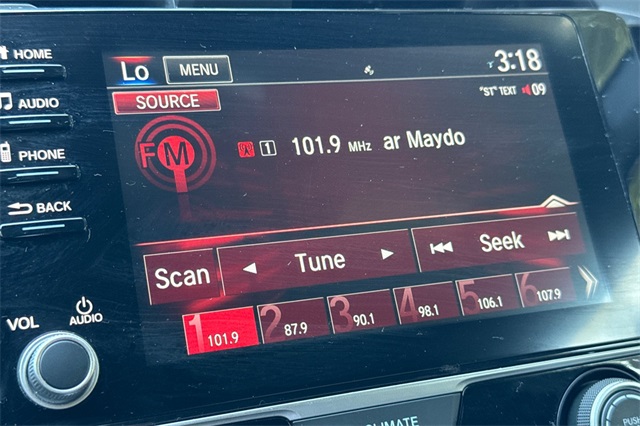 HOME
AUDIO
PHONE
BACK
VOL
AUDIO
Lo MENU 3:18
SOURCE "ST" TEXT 09
FM 1 101.9 MHz ar Maydo
Scan Tune Seek
1 101.9 2 87.9 3 90.1 4 98.1 5 106.1 6 107.9
CLIMATE
PUSH